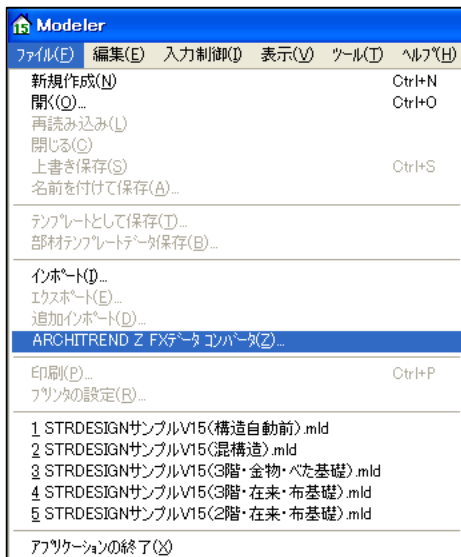 15 Modeler
ファイル(F) 編集(E) 入力制御(I) 表示(V) ツール(T) ヘルプ(H)
新規作成(N) Ctrl+N
開く(O)... Ctrl+O
再読み込み(L)
閉じる(C)
上書き保存(S) Ctrl+S
名前を付けて保存(A)...
テンプレートとして保存(T)...
部材テンプレートデータ保存(B)...
インポート(I)...
エクスポート(E)...
追加インポート(D)...
ARCHITREND Z FXデータ コンバータ(Z)...
印刷(P)... Ctrl+P
プリンタの設定(R)...
1 STRDESIGNサンプルV15(構造自動前).mld
2 STRDESIGNサンプルV15(混構造).mld
3 STRDESIGNサンプルV15(3階・金物・べた基礎).mld
4 STRDESIGNサンプルV15(3階・在来・布基礎).mld
5 STRDESIGNサンプルV15(2階・在来・布基礎).mld
アプリケーションの終了(X)